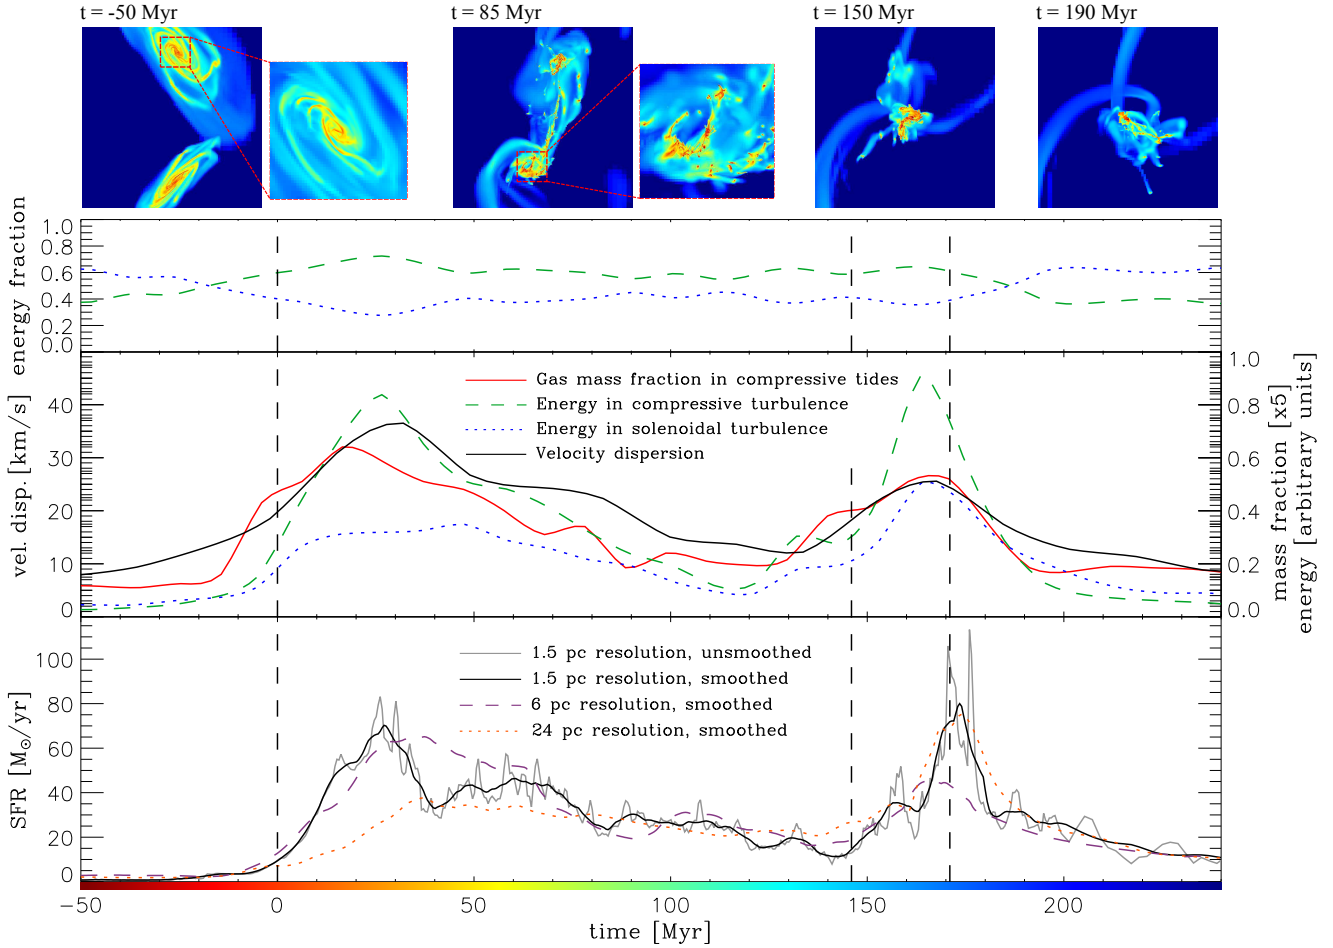 t = -50 Myr
t = 85 Myr
t = 150 Myr
t = 190 Myr
energy fraction
1.0
0.8
0.6
0.4
0.2
0.0
vel. disp. [km/s]
40
30
20
10
0
Gas mass fraction in compressive tides
Energy in compressive turbulence
Energy in solenoidal turbulence
Velocity dispersion
1.0
0.8
0.6
0.4
0.2
0.0
mass fraction [x5]
energy [arbitrary units]
SFR [M⊙/yr]
100
80
60
40
20
0
1.5 pc resolution, unsmoothed
1.5 pc resolution, smoothed
6 pc resolution, smoothed
24 pc resolution, smoothed
−50
0
50
100
150
200
time [Myr]